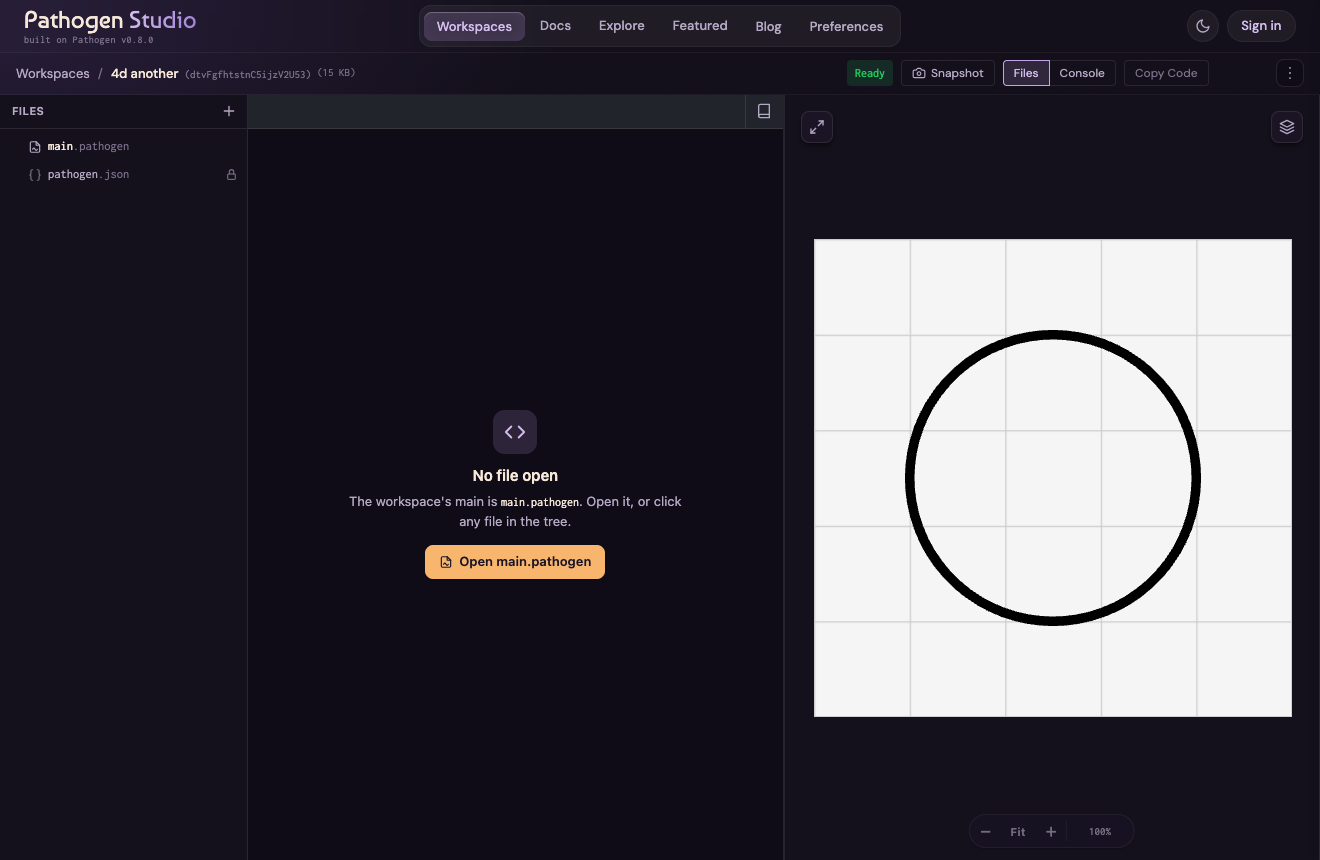 Pathogen Studio
built on Pathogen v0.8.0
Workspaces
Docs
Explore
Featured
Blog
Preferences
Sign in
Workspaces / 4d another (dtvFgfhtstnC5ijzV2U53) (15 KB)
Ready
Snapshot
Files
Console
Copy Code
FILES
main.pathogen
{} pathogen.json
No file open
The workspace's main is main.pathogen. Open it, or click
any file in the tree.
Open main.pathogen
Fit
100%